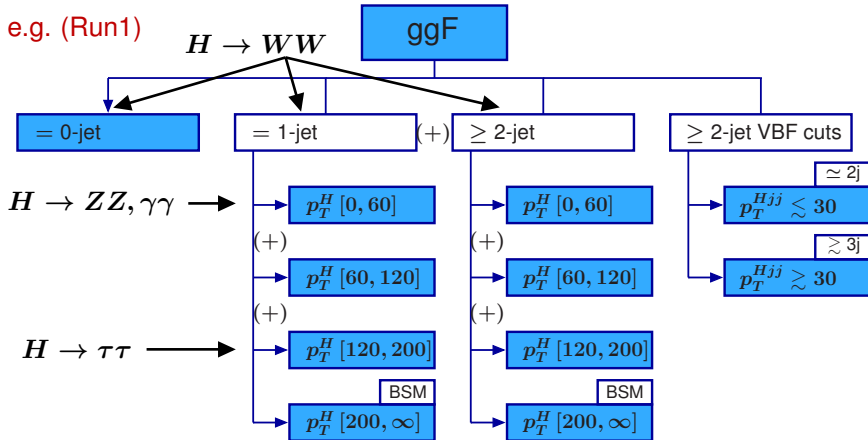 e.g. (Run1)
ggF
H → WW
= 0-jet
= 1-jet
(+)
≥ 2-jet
≥ 2-jet VBF cuts
≃ 2j
H → ZZ, γγ
p_T^H [0, 60]
p_T^H [0, 60]
p_T^{Hjj} ≲ 30
(+)
(+)
≳ 3j
p_T^H [60, 120]
p_T^H [60, 120]
p_T^{Hjj} ≳ 30
(+)
(+)
H → ττ
p_T^H [120, 200]
p_T^H [120, 200]
BSM
BSM
p_T^H [200, ∞]
p_T^H [200, ∞]